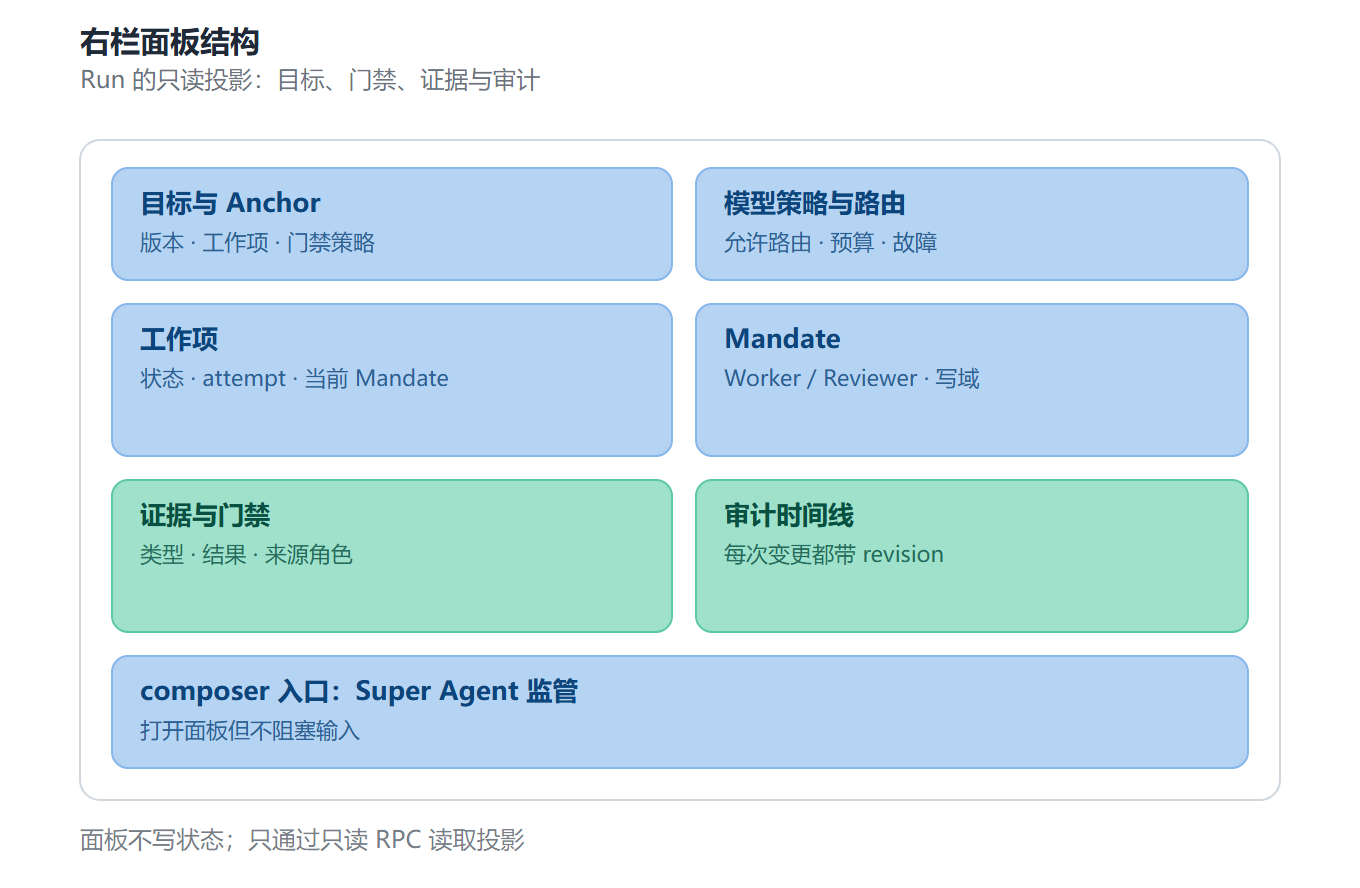 右栏面板结构
Run 的只读投影：目标、门禁、证据与审计
目标与 Anchor
版本 · 工作项 · 门禁策略
模型策略与路由
允许路由 · 预算 · 故障
工作项
状态 · attempt · 当前 Mandate
Mandate
Worker / Reviewer · 写域
证据与门禁
类型 · 结果 · 来源角色
审计时间线
每次变更都带 revision
composer 入口：Super Agent 监管
打开面板但不阻塞输入
面板不写状态；只通过只读 RPC 读取投影